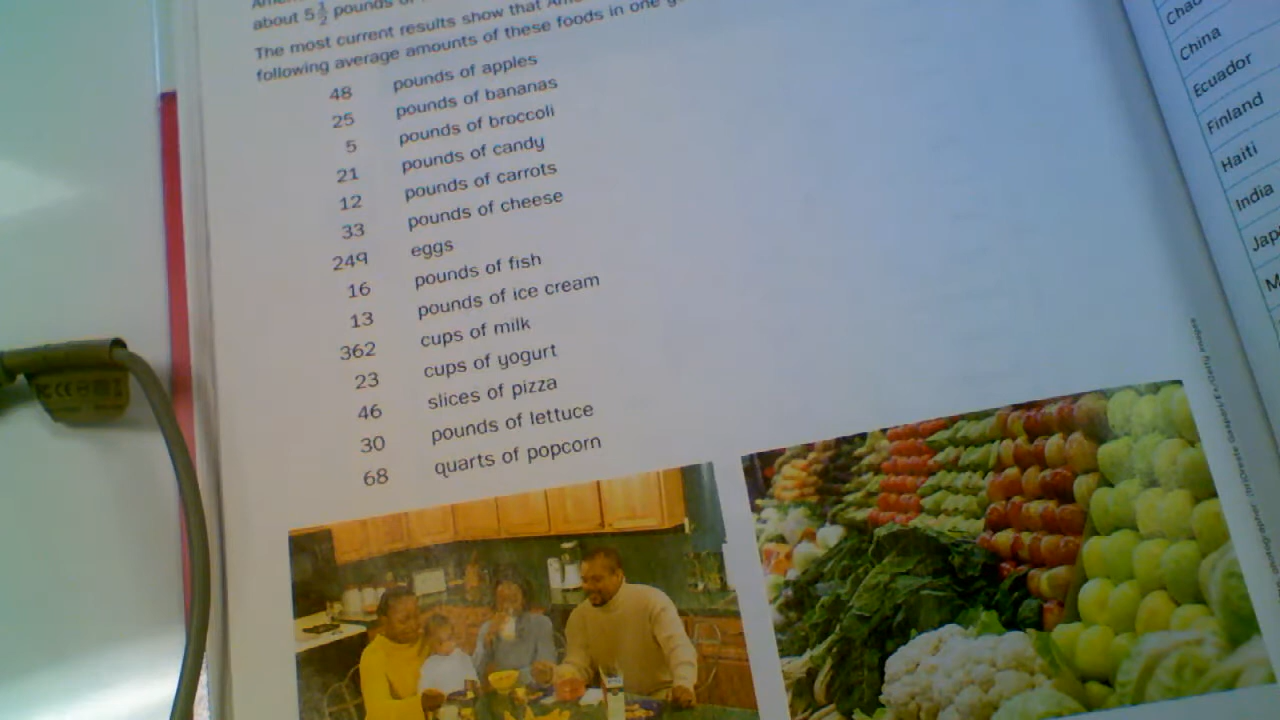 about 5 1/2 pounds
The most current results show that
following average amounts of these foods in one
48 pounds of apples
25 pounds of bananas
5 pounds of broccoli
21 pounds of candy
12 pounds of carrots
33 pounds of cheese
249 eggs
16 pounds of fish
13 pounds of ice cream
362 cups of milk
23 cups of yogurt
46 slices of pizza
30 pounds of lettuce
68 quarts of popcorn
China
Ecuador
Finland
Haiti
India
CE